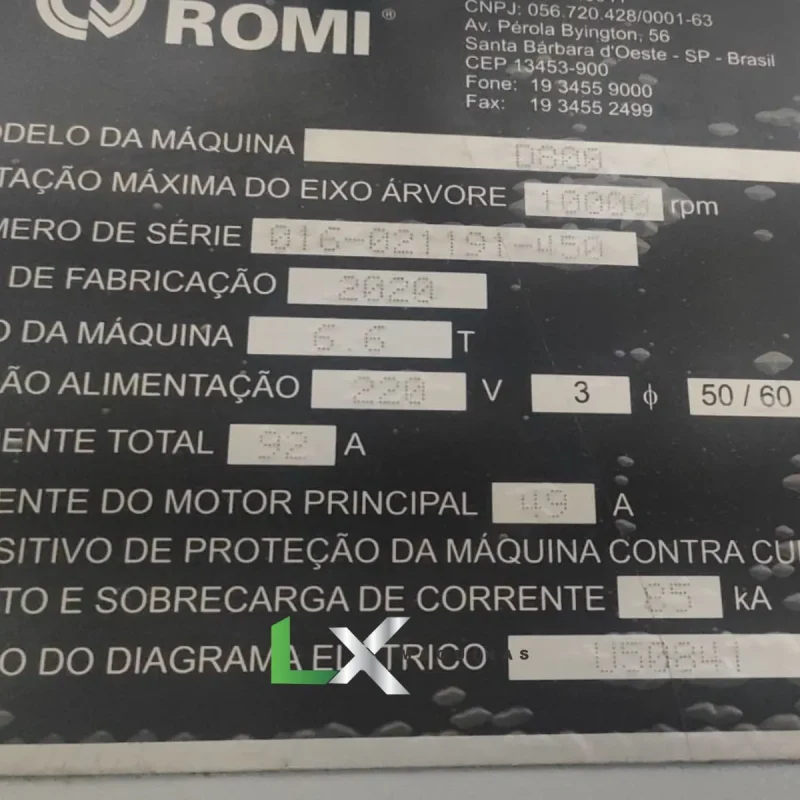 ROMI®
CNPJ: 056.720.428/0001-63
Av. Pérola Byington, 56
Santa Bárbara d'Oeste - SP - Brasil
CEP 13453-900
Fone: 19 3455 9000
Fax: 19 3455 2499
ODELO DA MÁQUINA D800
TAÇÃO MÁXIMA DO EIXO ÁRVORE 10000 rpm
MERO DE SÉRIE 016-021191-450
DE FABRICAÇÃO 2020
O DA MÁQUINA 6.6 T
ÃO ALIMENTAÇÃO 220 V 3 ϕ 50 / 60
ENTE TOTAL 92 A
ENTE DO MOTOR PRINCIPAL 49 A
SITIVO DE PROTEÇÃO DA MÁQUINA CONTRA CU
TO E SOBRECARGA DE CORRENTE kA
O DO DIAGRAMA ELÉTRICO U50841
LX